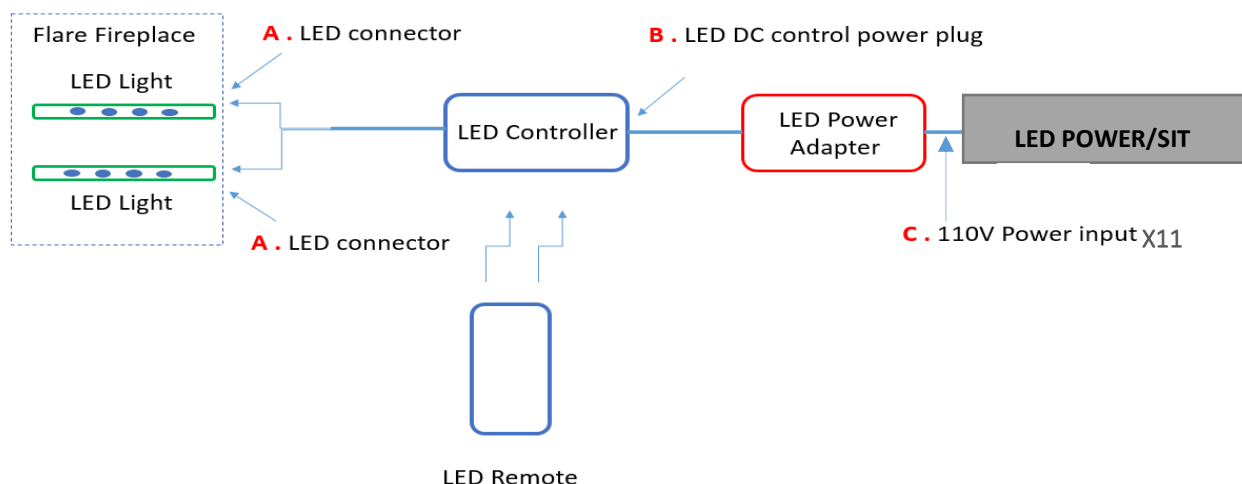 Flare Fireplace
LED Light
LED Light
A . LED connector
A . LED connector
B . LED DC control power plug
LED Controller
LED Power
Adapter
LED POWER/SIT
C . 110V Power input X11
LED Remote